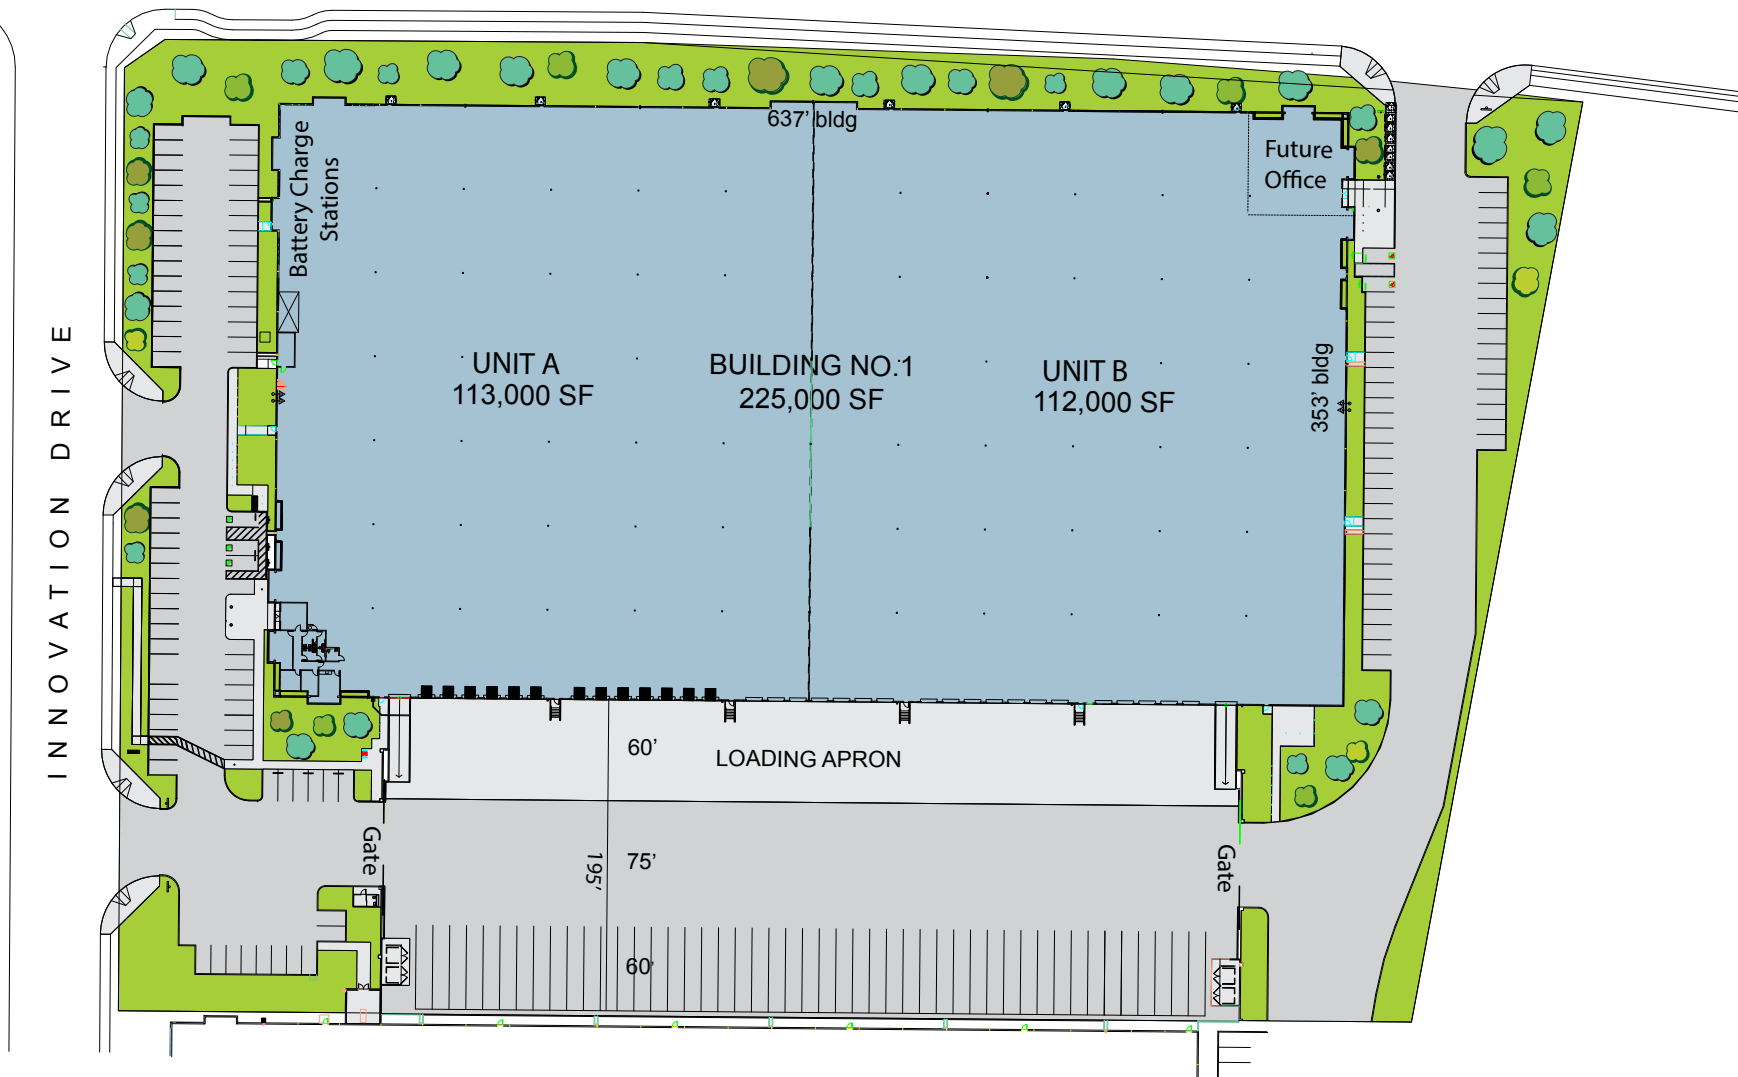 637' bldg
Battery Charge
Stations
Future
Office
INNOVATION DRIVE
UNIT A
113,000 SF
BUILDING NO.1
225,000 SF
UNIT B
112,000 SF
353' bldg
60'
LOADING APRON
Gate
195'
75'
Gate
60'